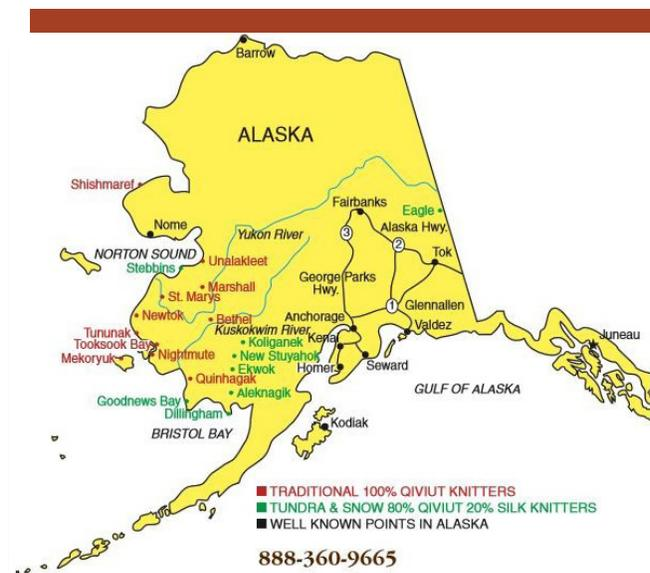 Barrow
ALASKA
Shishmaref
Fairbanks
Eagle
Nome
Alaska Hwy.
Yukon River
3
2
NORTON SOUND
Unalakleet
Tok
Stebbins
George Parks
Hwy.
Marshall
St. Marys
1
Glennallen
Newtok
Bethel
Anchorage
Valdez
Kuskokwim River
Tununak
Kenai
Juneau
Tooksook Bay
Koliganek
Mekoryuk
Nightmute
New Stuyahok
Homer
Seward
Ekwok
Quinhagak
GULF OF ALASKA
Aleknagik
Goodnews Bay
Dillingham
Kodiak
BRISTOL BAY
TRADITIONAL 100% QIVIUT KNITTERS
TUNDRA & SNOW 80% QIVIUT 20% SILK KNITTERS
WELL KNOWN POINTS IN ALASKA
888-360-9665